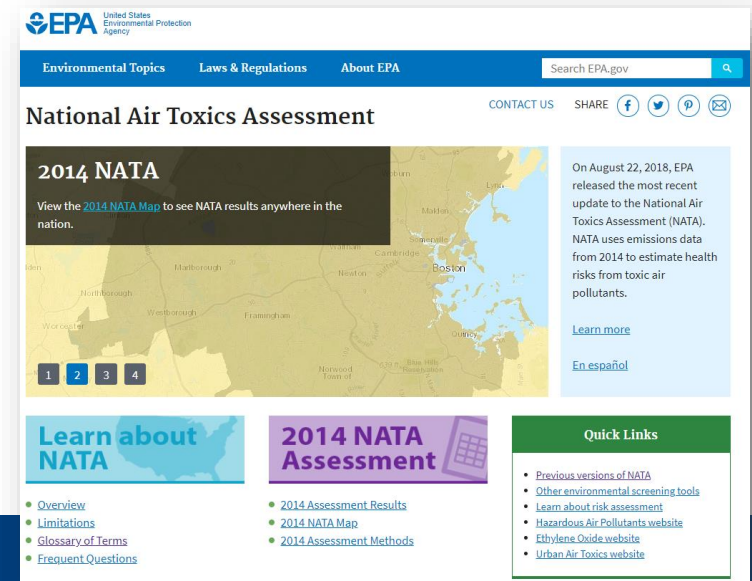 EPA
United States
Environmental Protection
Agency
Environmental Topics
Laws & Regulations
About EPA
Search EPA.gov
National Air Toxics Assessment
CONTACT US
SHARE
2014 NATA
View the 2014 NATA Map to see NATA results anywhere in the
nation.
Lynn
Malden
Somerville
Waltham
Cambridge
Boston
Newton
Marlborough
Northborough
Westborough
Framingham
Worcester
Quincy
Norwood
Town of
Blue Hills
Reservation
1
2
3
4
On August 22, 2018, EPA
released the most recent
update to the National Air
Toxics Assessment (NATA).
NATA uses emissions data
from 2014 to estimate health
risks from toxic air
pollutants.
Learn more
En español
Learn about
NATA
Overview
Limitations
Glossary of Terms
Frequent Questions
2014 NATA
Assessment
2014 Assessment Results
2014 NATA Map
2014 Assessment Methods
Quick Links
Previous versions of NATA
Other environmental screening tools
Learn about risk assessment
Hazardous Air Pollutants website
Ethylene Oxide website
Urban Air Toxics website